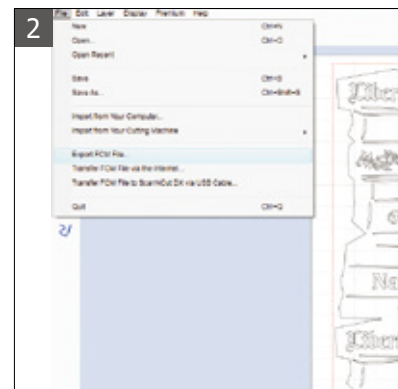 2
File Edit Layer Display Premium Help
New Ctrl+N
Open... Ctrl+O
Open Recent
Save Ctrl+S
Save As... Ctrl+Shift+S
Import from Your Computer...
Import from Your Cutting Machine
Export FCM File...
Transfer FCM File via the Internet...
Transfer FCM File to ScanNCut DX via USB Cable...
Quit Ctrl+Q